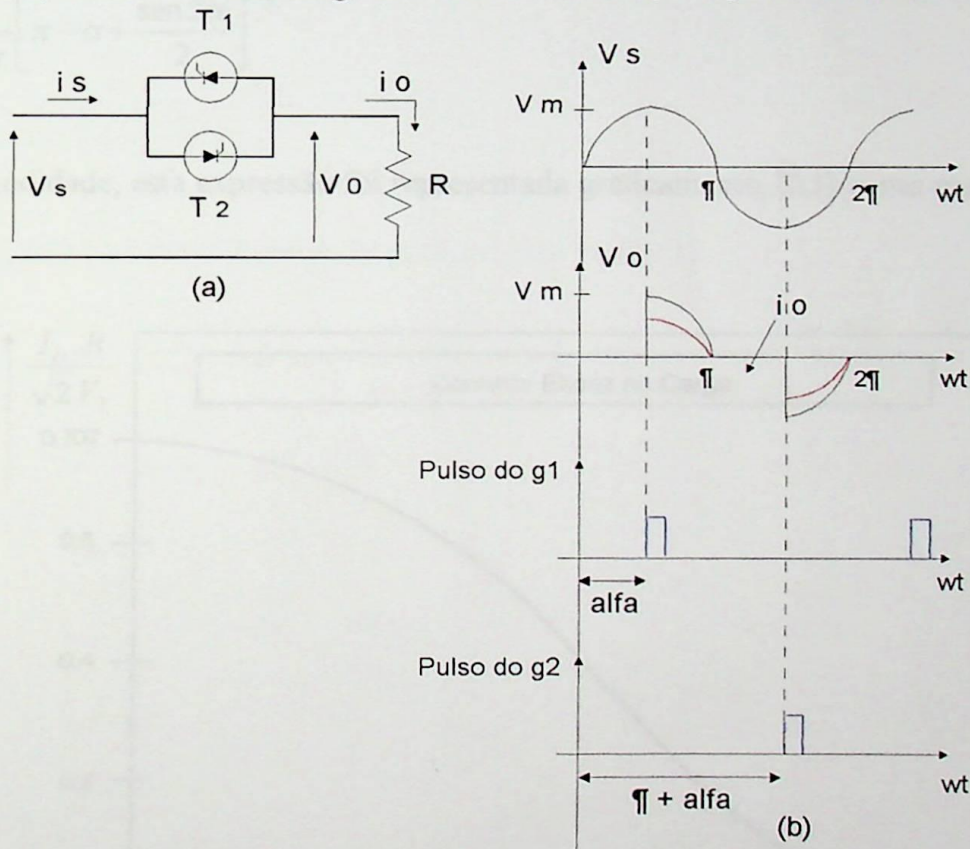 T 1
i s
i o
V s
V o
R
T 2
(a)
V s
V m
¶
2¶
wt
V o
V m
i o
¶
2¶
wt
Pulso do g1
wt
alfa
Pulso do g2
wt
¶ + alfa
(b)